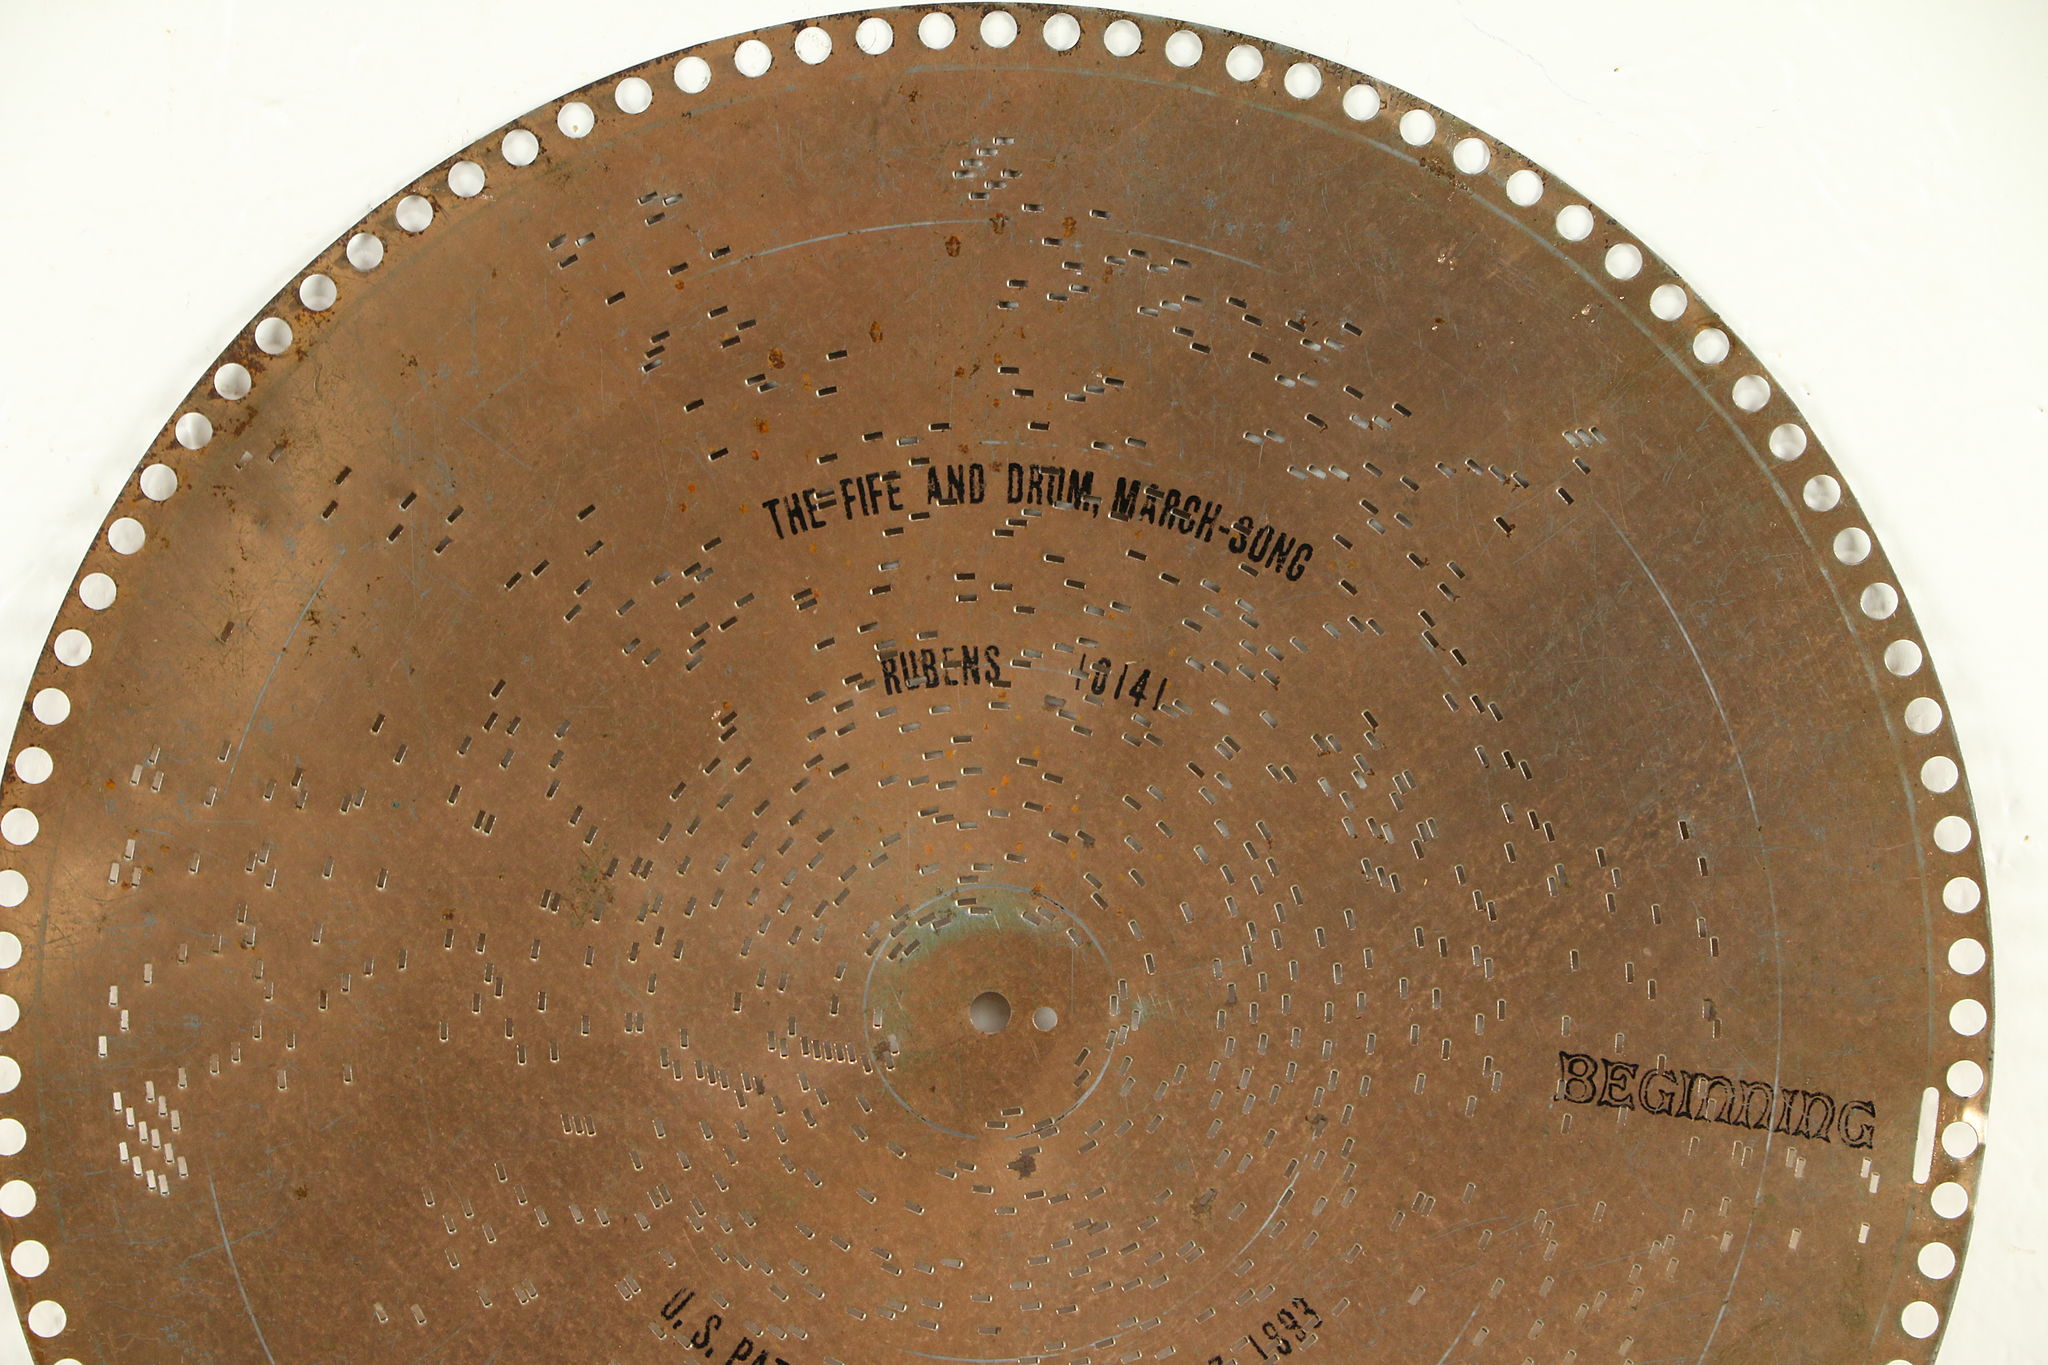 THE FIFE AND DRUM, MARCH-SONG
RUBENS 10141
BEGINNING
U. S. PAT
1893